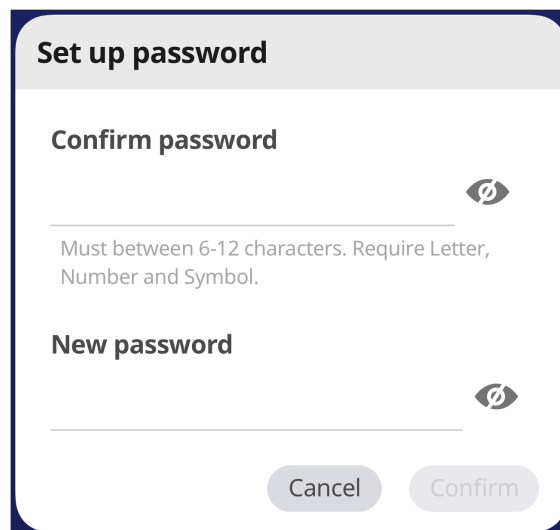 Set up password
Confirm password
Must between 6-12 characters. Require Letter,
Number and Symbol.
New password
Cancel
Confirm